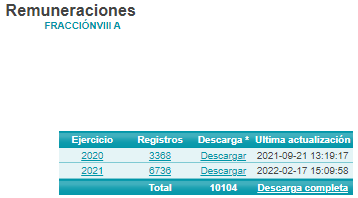 Remuneraciones
FRACCIÓNVIII A
Ejercicio Registros Descarga * Ultima actualización
2020 3368 Descargar 2021-09-21 13:19:17
2021 6736 Descargar 2022-02-17 15:09:58
Total 10104 Descarga completa